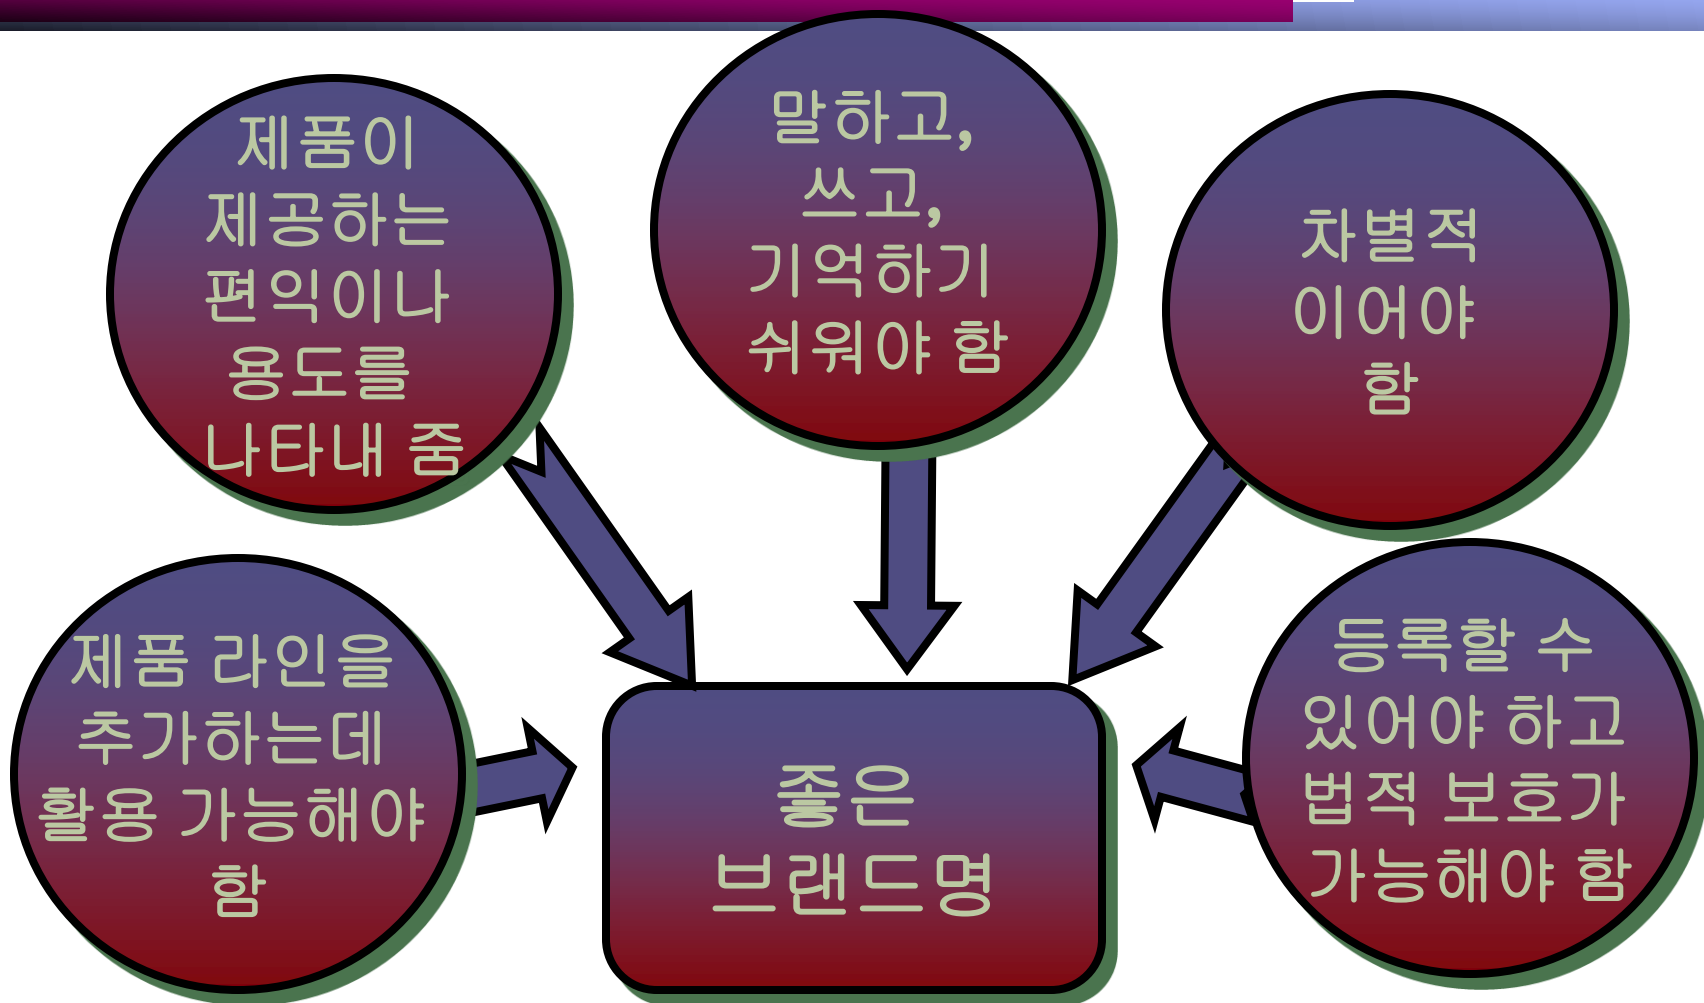 제품이
제공하는
편익이나
용도를
나타내 줌
말하고,
쓰고,
기억하기
쉬워야 함
차별적
이어야
함
제품 라인을
추가하는데
활용 가능해야
함
등록할 수
있어야 하고
법적 보호가
가능해야 함
좋은
브랜드명